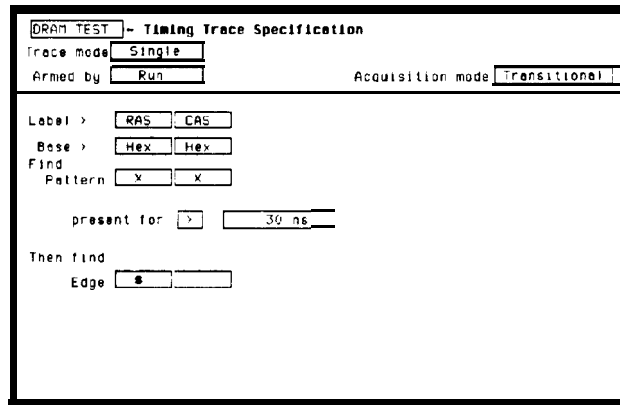 DRAM TEST - Timing Trace Specification
Trace mode Single
Armed by Run Acquisition mode Transitional
Label > RAS CAS
Base > Hex Hex
Find
Pattern X X
present for > 30 ns
Then find
Edge